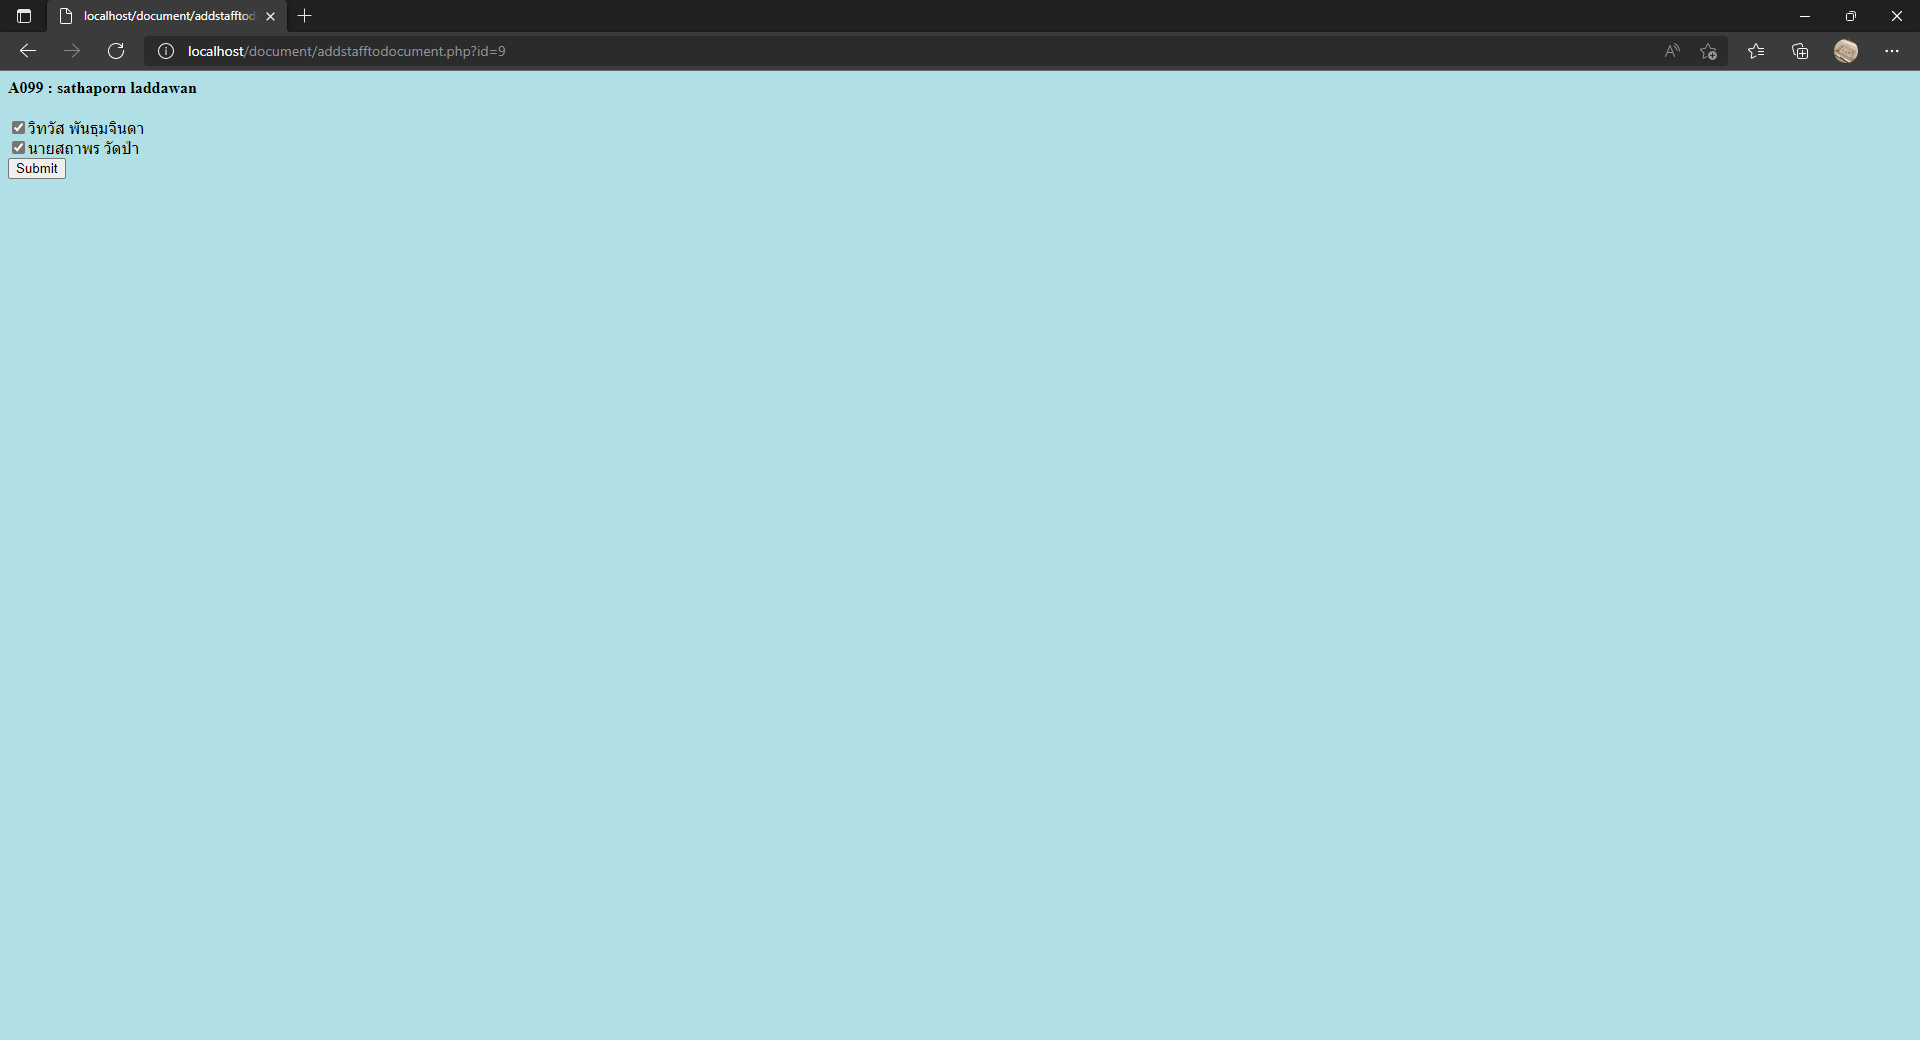 localhost/document/addstafftod
localhost/document/addstafftodocument.php?id=9
A099 : sathaporn laddawan
วิทวัส พันธุมจินดา
นายสถาพร วัดป่า
Submit